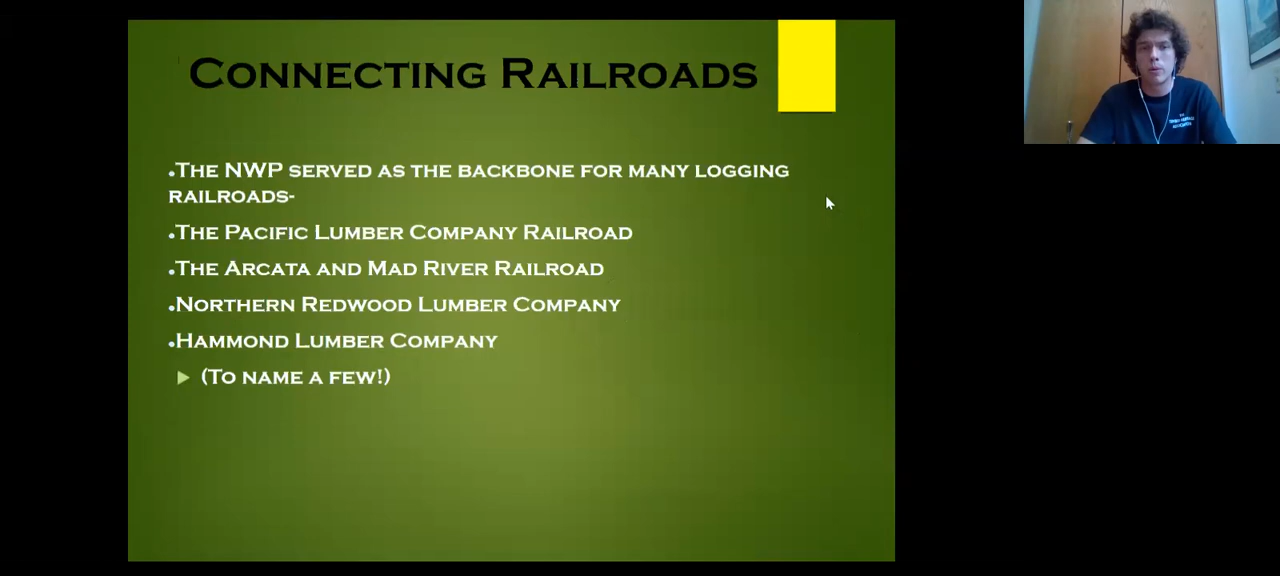 Connecting Railroads
•The NWP served as the backbone for many logging
railroads-
•The Pacific Lumber Company Railroad
•The Arcata and Mad River Railroad
•Northern Redwood Lumber Company
•Hammond Lumber Company
(To name a few!)